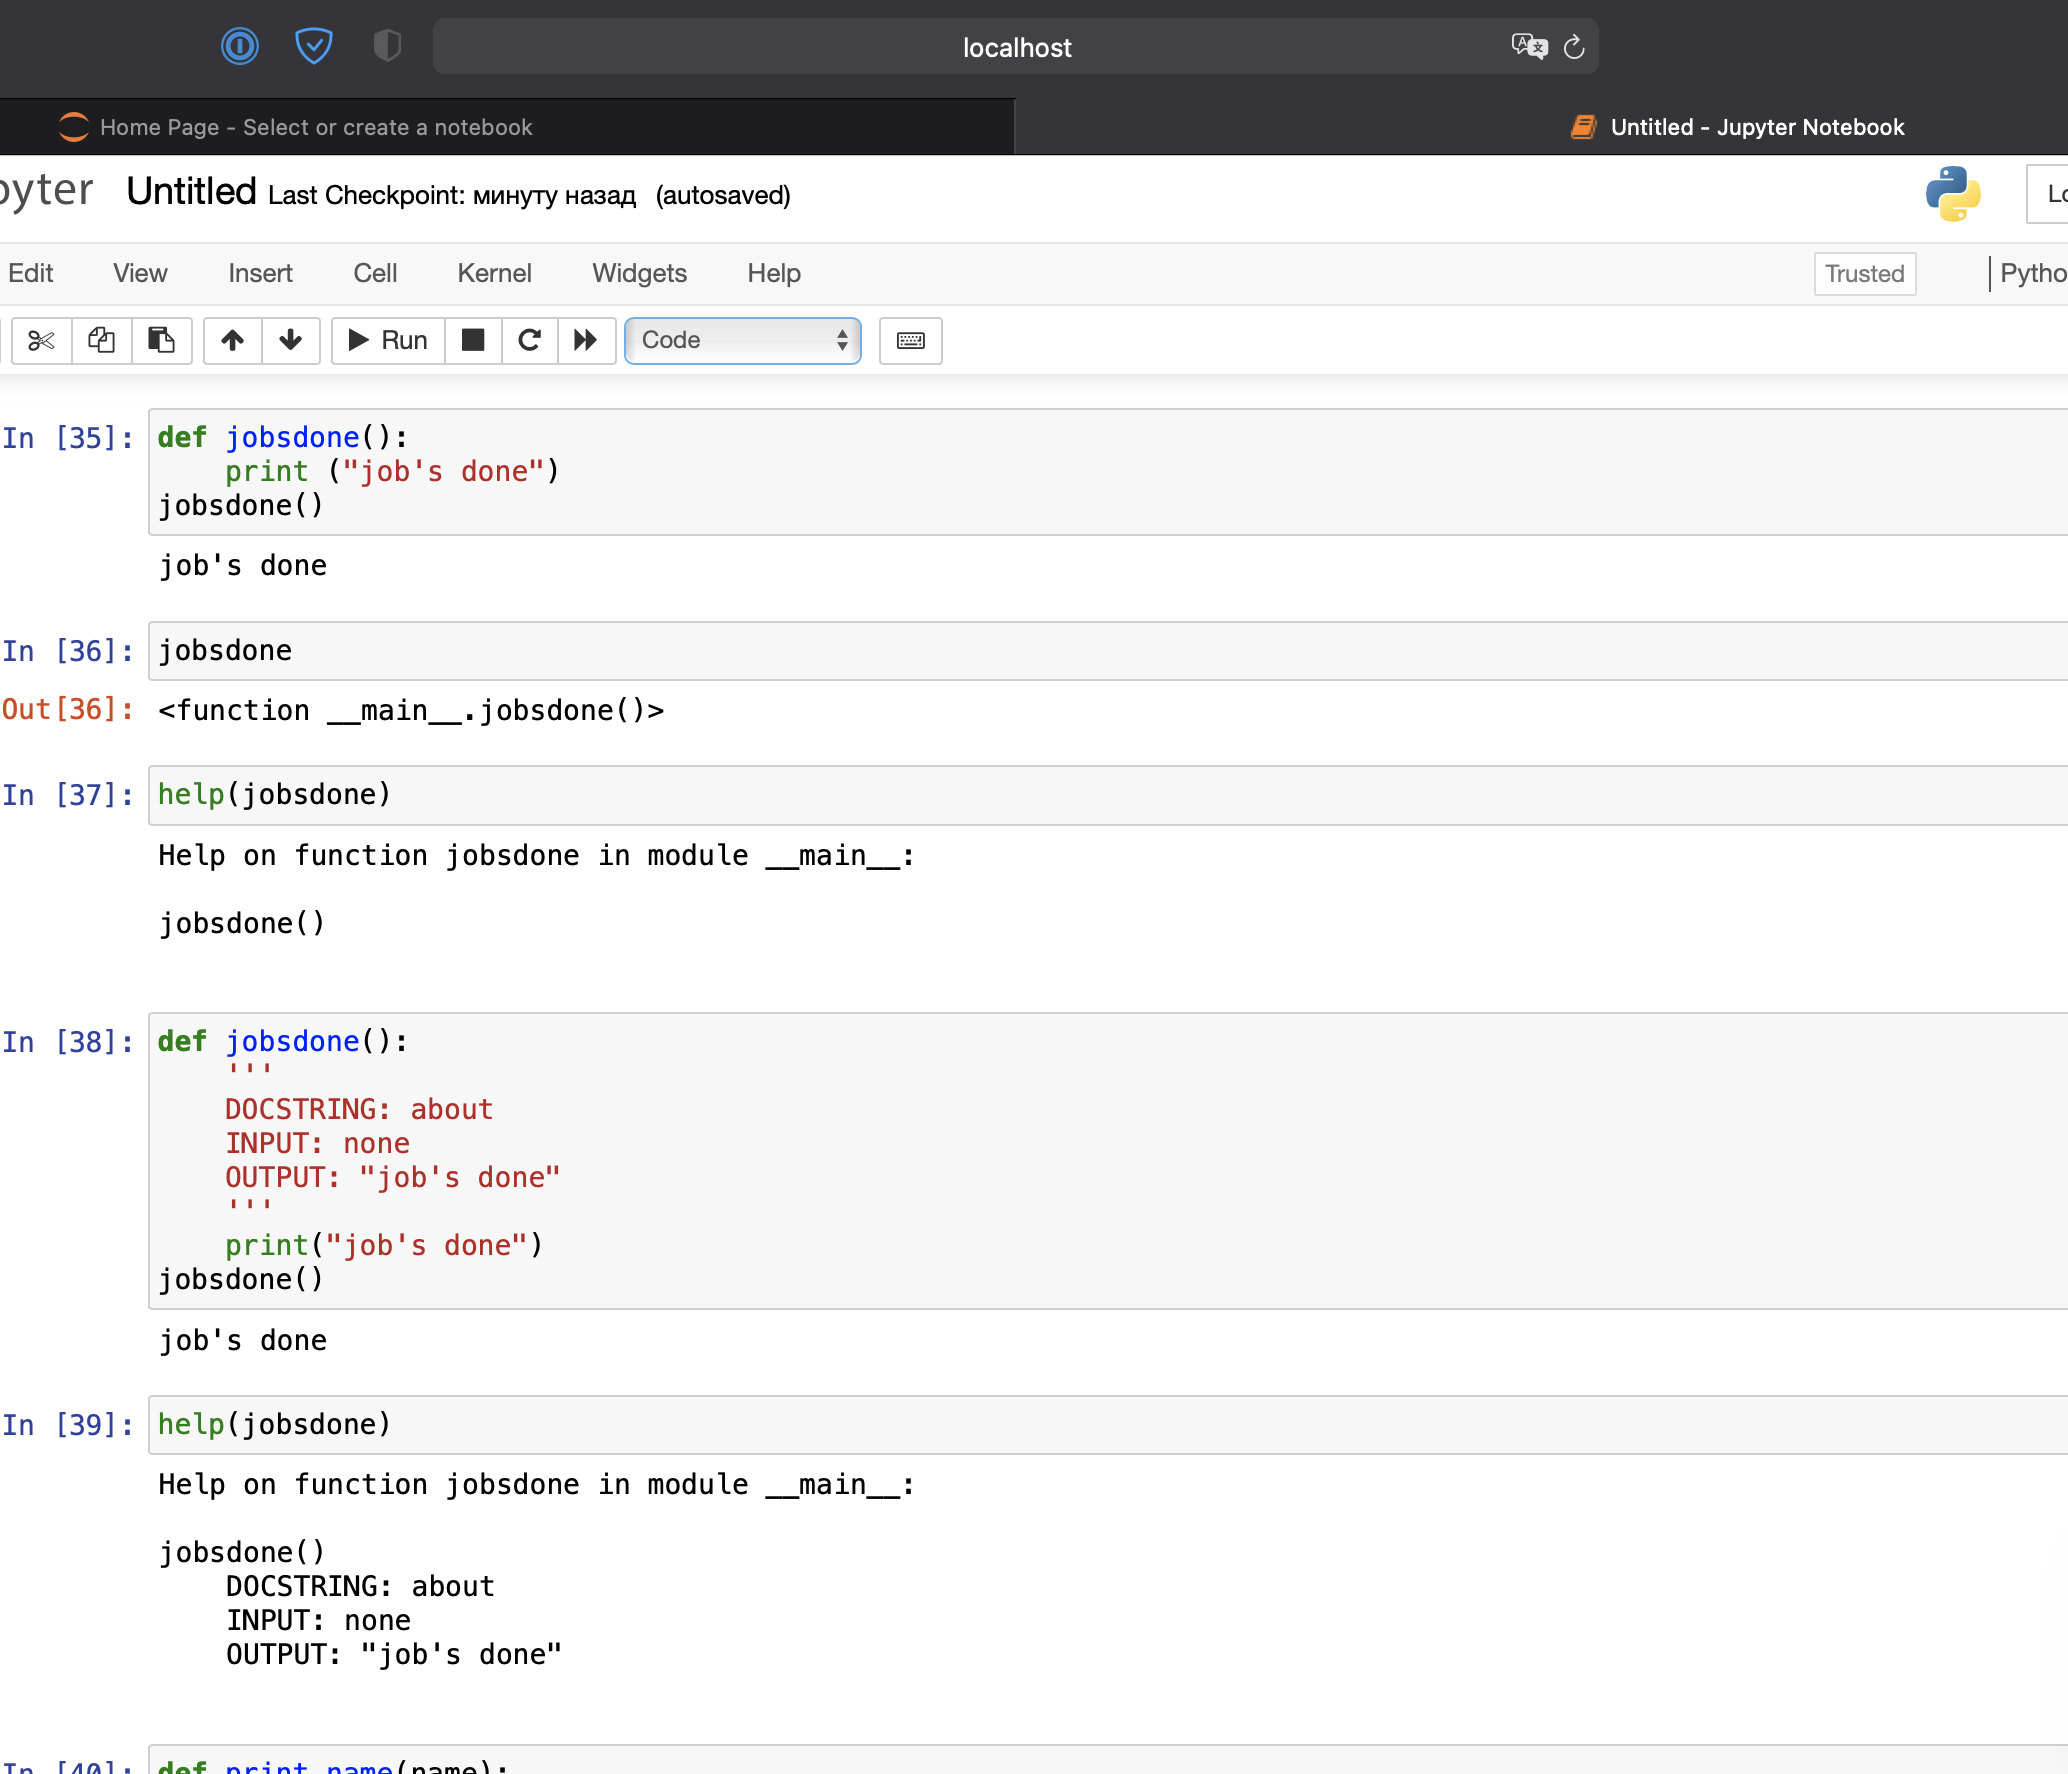 localhost
Home Page - Select or create a notebook
Untitled - Jupyter Notebook
pyter Untitled Last Checkpoint: минуту назад (autosaved)
Edit View Insert Cell Kernel Widgets Help Trusted Pytho
Run Code
In [35]: def jobsdone():
print ("job's done")
jobsdone()
job's done
In [36]: jobsdone
Out[36]: <function __main__.jobsdone()>
In [37]: help(jobsdone)
Help on function jobsdone in module __main__:
jobsdone()
In [38]: def jobsdone():
'''
DOCSTRING: about
INPUT: none
OUTPUT: "job's done"
'''
print("job's done")
jobsdone()
job's done
In [39]: help(jobsdone)
Help on function jobsdone in module __main__:
jobsdone()
DOCSTRING: about
INPUT: none
OUTPUT: "job's done"
In [40]: def print_name(name):